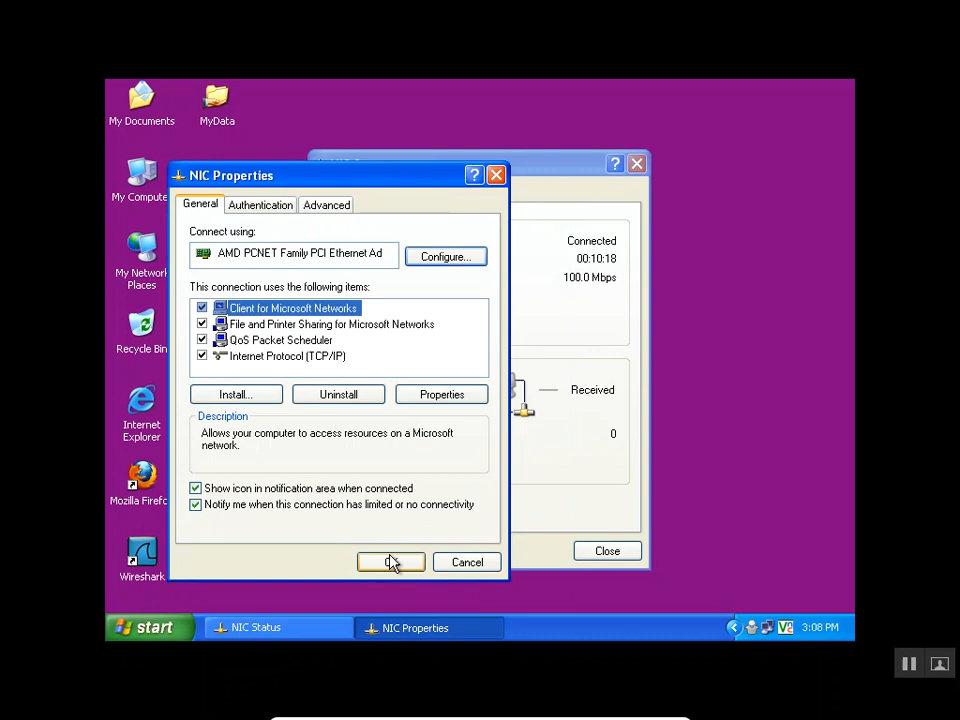 My Documents
MyData
My Compute
My Network
Places
Recycle Bin
Internet
Explorer
Mozilla Firefo
Wireshark
NIC Properties
General
Authentication
Advanced
Connect using:
AMD PCNET Family PCI Ethernet Ad
Configure...
This connection uses the following items:
Client for Microsoft Networks
File and Printer Sharing for Microsoft Networks
QoS Packet Scheduler
Internet Protocol (TCP/IP)
Install...
Uninstall
Properties
Description
Allows your computer to access resources on a Microsoft
network.
Show icon in notification area when connected
Notify me when this connection has limited or no connectivity
Cancel
Connected
00:10:18
100.0 Mbps
Received
0
Close
start
NIC Status
NIC Properties
3:08 PM